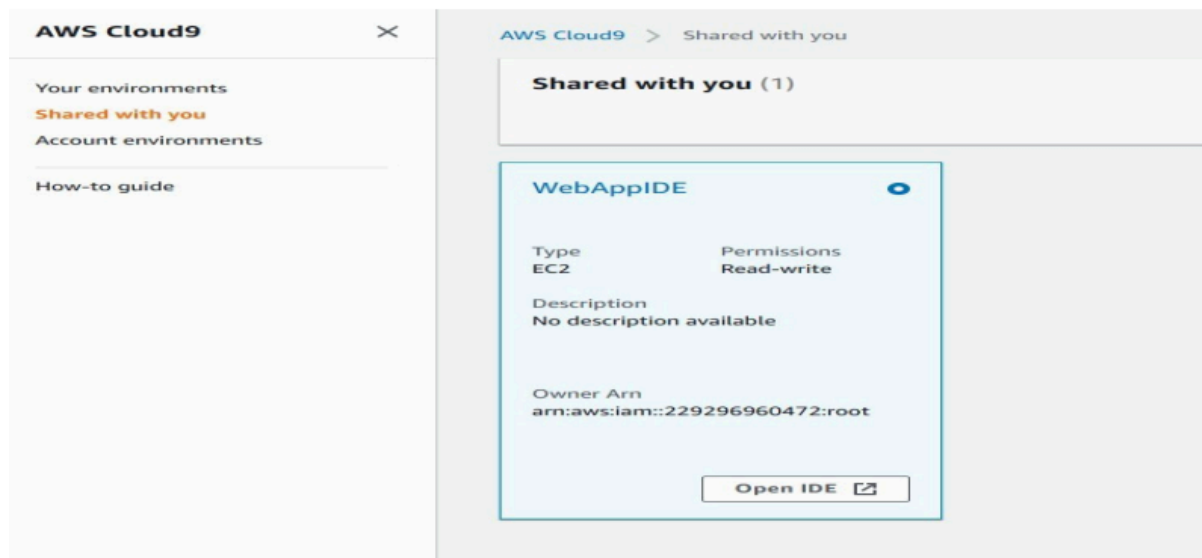 AWS Cloud9
Your environments
Shared with you
Account environments
How-to guide
AWS Cloud9 > Shared with you
Shared with you (1)
WebAppIDE
Type Permissions
EC2 Read-write
Description
No description available
Owner Arn
arn:aws:iam::229296960472:root
Open IDE